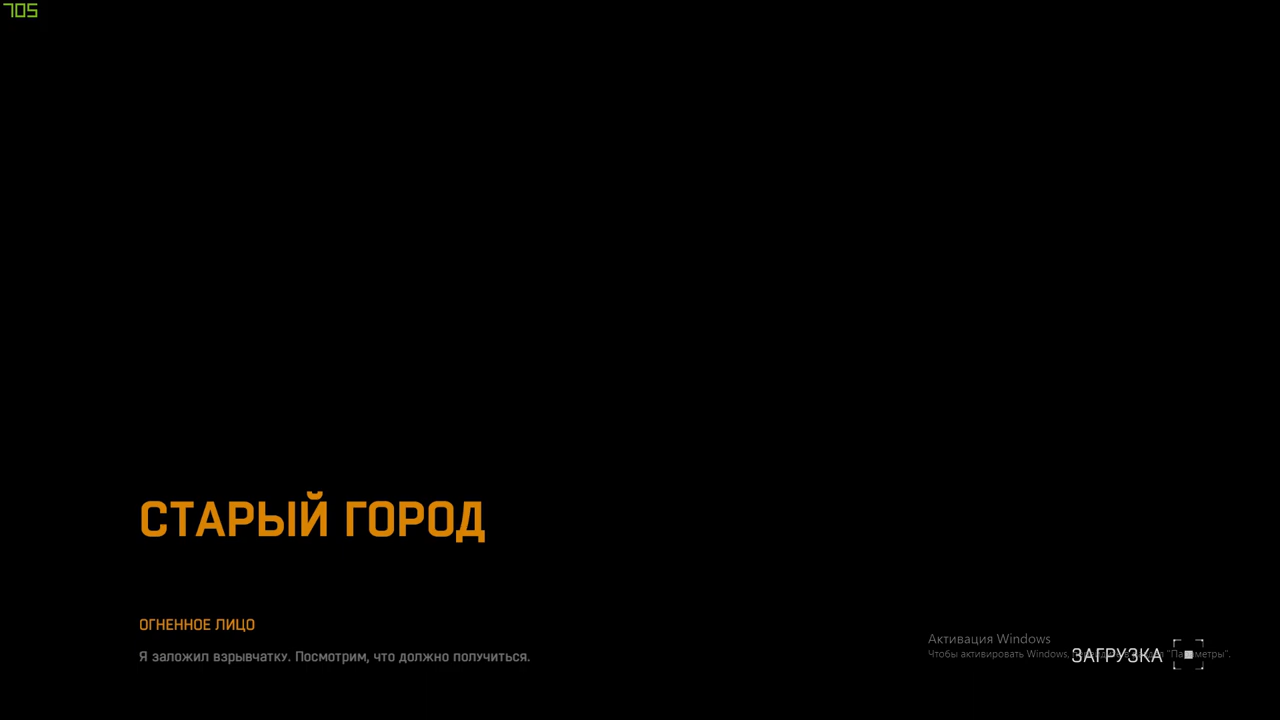 705
СТАРЫЙ ГОРОД
ОГНЕННОЕ ЛИЦО
Я заложил взрывчатку. Посмотрим, что должно получиться.
Активация Windows
Чтобы активировать Windows, "Параметры".
ЗАГРУЗКА